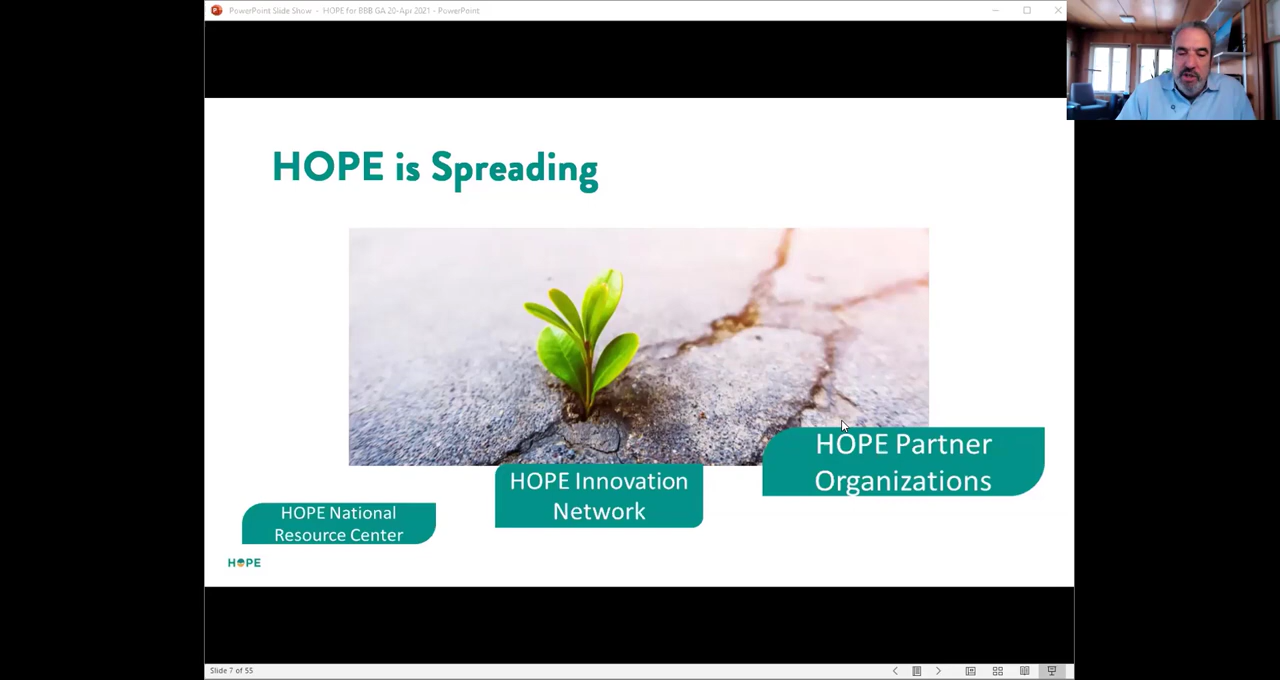 PowerPoint Slide Show - HOPE for BBB GA 20-Apr 2021 - PowerPoint
HOPE is Spreading
HOPE National
Resource Center
HOPE Innovation
Network
HOPE Partner
Organizations
HOPE
Slide 7 of 55